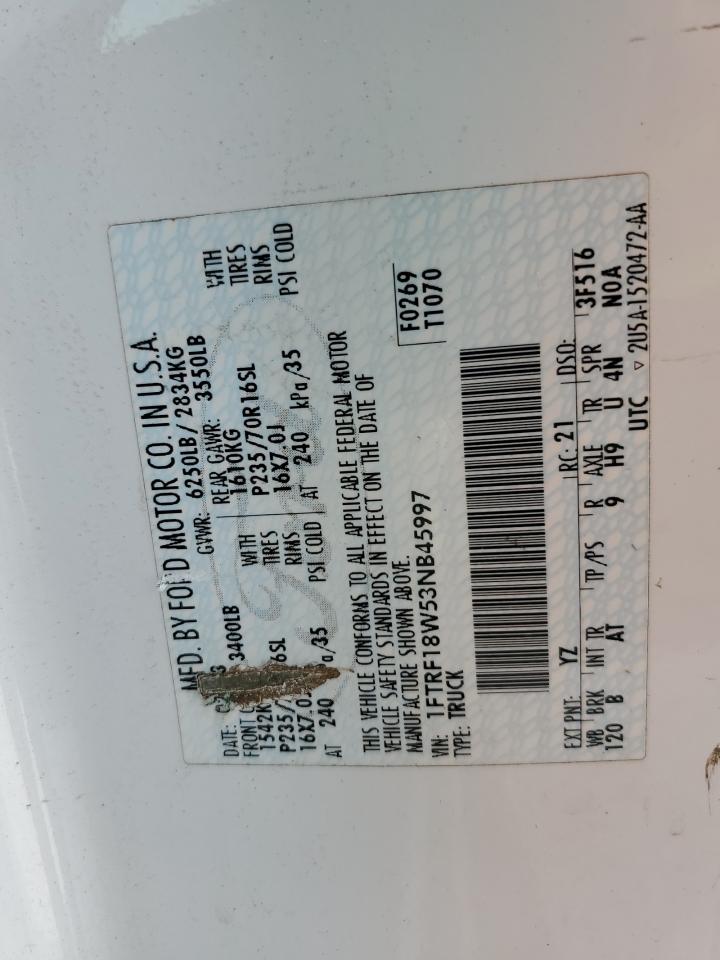 MFD. BY FORD MOTOR CO. IN U.S.A.
DATE: GVWR: 6250LB / 2834KG
FRONT 3400LB REAR GAWR: 3550LB
1542K WITH 1610KG WITH
P235/7 6SL TIRES P235/70R16SL TIRES
16X7.0J RIMS 16X7.0J RIMS
AT 240 a/35 PSI COLD AT 240 kPa/35 PSI COLD
THIS VEHICLE CONFORMS TO ALL APPLICABLE FEDERAL MOTOR
VEHICLE SAFETY STANDARDS IN EFFECT ON THE DATE OF
MANUFACTURE SHOWN ABOVE.
VIN: 1FTRF18W53NB45997 F0269
TYPE: TRUCK T1070
EXT PNT: YZ RC: 21 DSO:
WB BRK INT TR TP/PS R AXLE TR SPR 3F516
120 B AT 9 H9 U 4N NOA
UTC ▽ 2U5A-1520472-AA